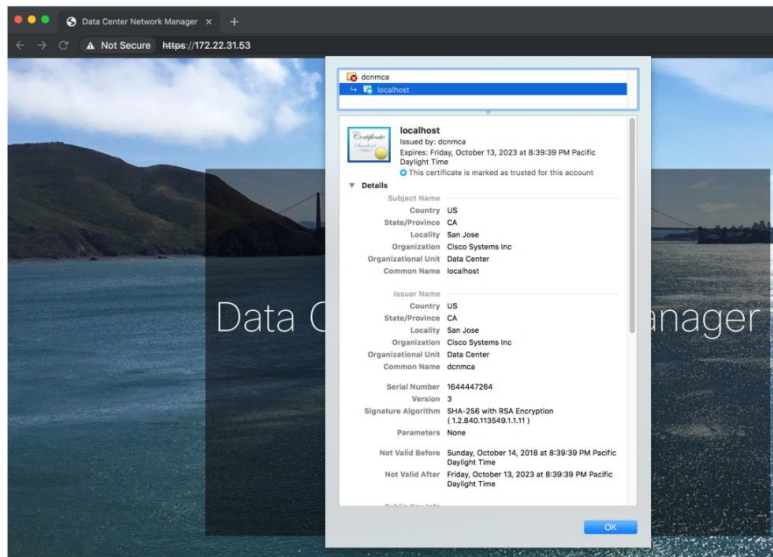 Data Center Network Manager
Not Secure https://172.22.31.53
dcnmca
localhost
Certificate
Standard
localhost
Issued by: dcnmca
Expires: Friday, October 13, 2023 at 8:39:39 PM Pacific
Daylight Time
This certificate is marked as trusted for this account
Details
Subject Name
Country US
State/Province CA
Locality San Jose
Organization Cisco Systems Inc
Organizational Unit Data Center
Common Name localhost
Issuer Name
Country US
State/Province CA
Locality San Jose
Organization Cisco Systems Inc
Organizational Unit Data Center
Common Name dcnmca
Serial Number 1644447264
Version 3
Signature Algorithm SHA-256 with RSA Encryption
( 1.2.840.113549.1.1.11 )
Parameters None
Not Valid Before Sunday, October 14, 2018 at 8:39:39 PM Pacific
Daylight Time
Not Valid After Friday, October 13, 2023 at 8:39:39 PM Pacific
Daylight Time
Public Key Info
Data C anager
OK